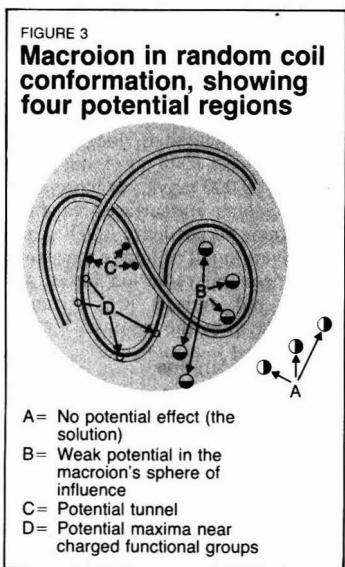 FIGURE 3
Macroion in random coil
conformation, showing
four potential regions
C
D
B
A
A= No potential effect (the
solution)
B= Weak potential in the
macroion's sphere of
influence
C= Potential tunnel
D= Potential maxima near
charged functional groups